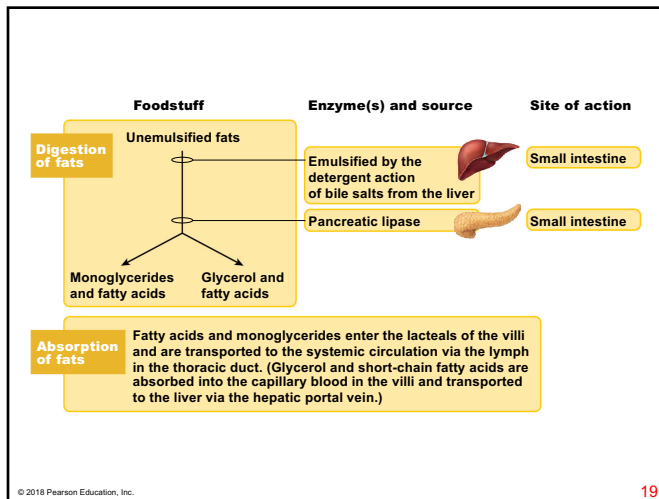 Foodstuff
Enzyme(s) and source
Site of action
Digestion
of fats
Unemulsified fats
Emulsified by the
detergent action
of bile salts from the liver
Small intestine
Pancreatic lipase
Small intestine
Monoglycerides
and fatty acids
Glycerol and
fatty acids
Absorption
of fats
Fatty acids and monoglycerides enter the lacteals of the villi
and are transported to the systemic circulation via the lymph
in the thoracic duct. (Glycerol and short-chain fatty acids are
absorbed into the capillary blood in the villi and transported
to the liver via the hepatic portal vein.)
© 2018 Pearson Education, Inc.
19